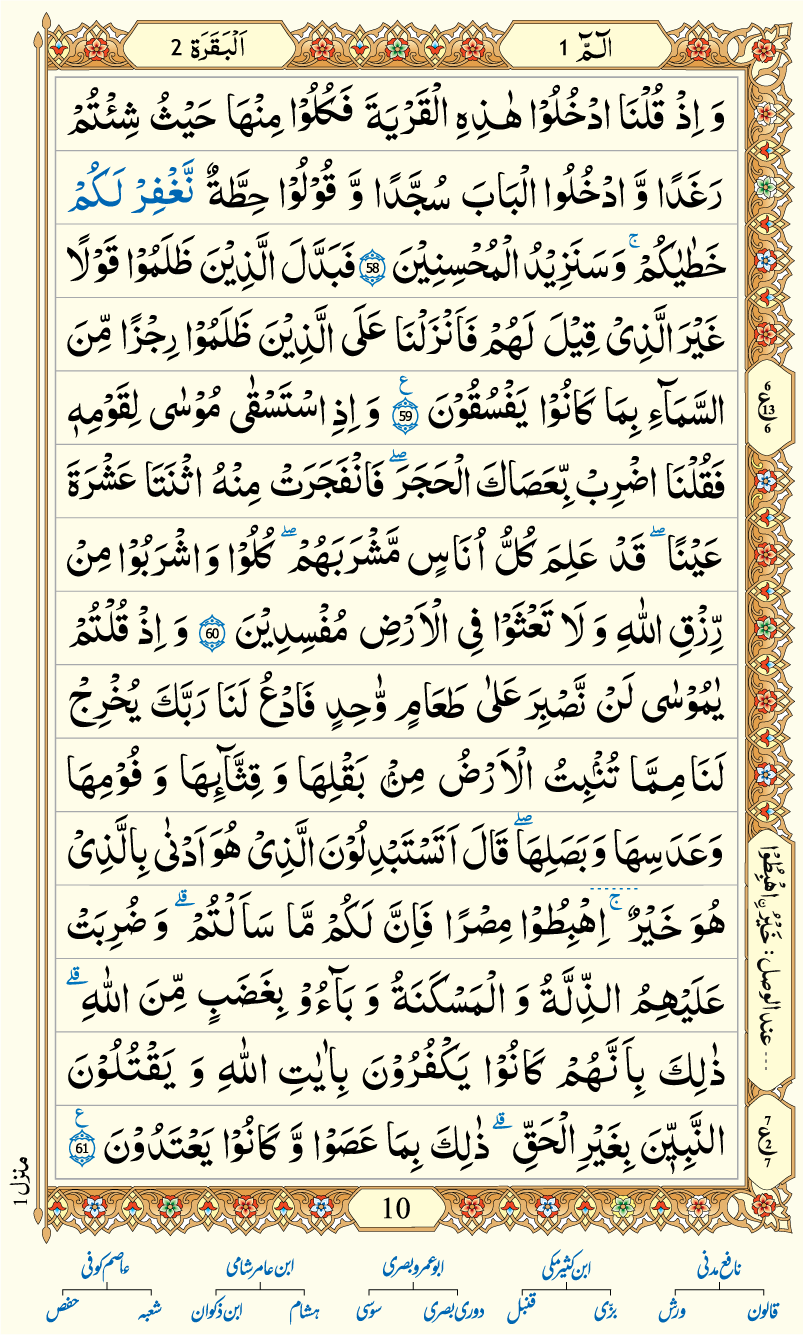 الٓمّٓ 1
اَلْبَقَرَة 2
وَ اِذْ قُلْنَا ادْخُلُوْا هٰذِهِ الْقَرْيَةَ فَكُلُوْا مِنْهَا حَيْثُ شِئْتُمْ
رَغَدًا وَّ ادْخُلُوا الْبَابَ سُجَّدًا وَّ قُوْلُوْا حِطَّةٌ نَّغْفِرْ لَكُمْ
خَطٰيٰكُمْ ۚ وَ سَنَزِيْدُ الْمُحْسِنِيْنَ 58 فَبَدَّلَ الَّذِيْنَ ظَلَمُوْا قَوْلًا
غَيْرَ الَّذِىْ قِيْلَ لَهُمْ فَاَنْزَلْنَا عَلَى الَّذِيْنَ ظَلَمُوْا رِجْزًا مِّنَ
السَّمَآءِ بِمَا كَانُوْا يَفْسُقُوْنَ 59 ع وَ اِذِ اسْتَسْقٰى مُوْسٰى لِقَوْمِهٖ
6 ع 13 6
فَقُلْنَا اضْرِبْ بِّعَصَاكَ الْحَجَرَ ۖ فَانْفَجَرَتْ مِنْهُ اثْنَتَا عَشْرَةَ
عَيْنًا ۖ قَدْ عَلِمَ كُلُّ اُنَاسٍ مَّشْرَبَهُمْ ۖ كُلُوْا وَ اشْرَبُوْا مِنْ
رِّزْقِ اللّٰهِ وَ لَا تَعْثَوْا فِى الْاَرْضِ مُفْسِدِيْنَ 60 وَ اِذْ قُلْتُمْ
يٰمُوْسٰى لَنْ نَّصْبِرَ عَلٰى طَعَامٍ وَّاحِدٍ فَادْعُ لَنَا رَبَّكَ يُخْرِجْ
لَنَا مِمَّا تُنْۢبِتُ الْاَرْضُ مِنْۢ بَقْلِهَا وَ قِثَّآئِهَا وَ فُوْمِهَا
وَ عَدَسِهَا وَ بَصَلِهَا ۖ قَالَ اَتَسْتَبْدِلُوْنَ الَّذِىْ هُوَ اَدْنٰى بِالَّذِىْ
هُوَ خَيْرٌ ۚ اِهْبِطُوْا مِصْرًا فَاِنَّ لَكُمْ مَّا سَاَلْتُمْ ۗ وَ ضُرِبَتْ
عَلَيْهِمُ الذِّلَّةُ وَ الْمَسْكَنَةُ وَ بَآءُوْ بِغَضَبٍ مِّنَ اللّٰهِ ۗ
ذٰلِكَ بِاَنَّهُمْ كَانُوْا يَكْفُرُوْنَ بِاٰيٰتِ اللّٰهِ وَ يَقْتُلُوْنَ
النَّبِيّٖنَ بِغَيْرِ الْحَقِّ ۗ ذٰلِكَ بِمَا عَصَوْا وَّ كَانُوْا يَعْتَدُوْنَ 61 ع
--- عند الوصل: خَيْرُ نِ اهْبِطُوْا
7 ع 2 7
منزل 1
10
نافع مدنی ابن کثیر مکی ابو عمرو بصری ابن عامر شامی عاصم کوفی
قالون ورش بزّی قنبل دوری بصری سوسی ہشام ابن ذکوان شعبہ حفص